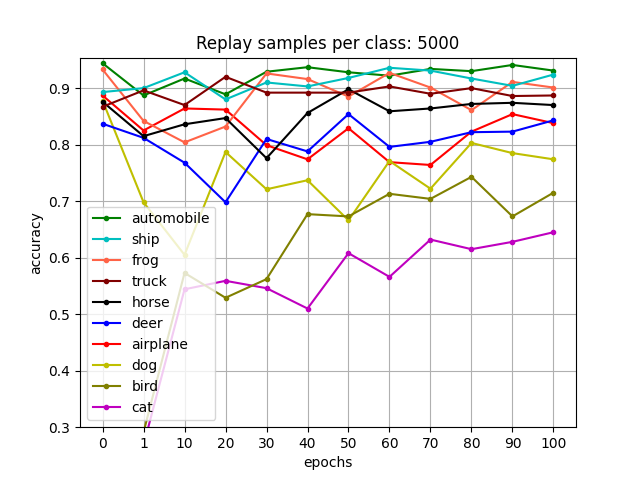 Replay samples per class: 5000
accuracy
0.9
0.8
0.7
0.6
0.5
0.4
0.3
automobile
ship
frog
truck
horse
deer
airplane
dog
bird
cat
0 1 10 20 30 40 50 60 70 80 90 100
epochs